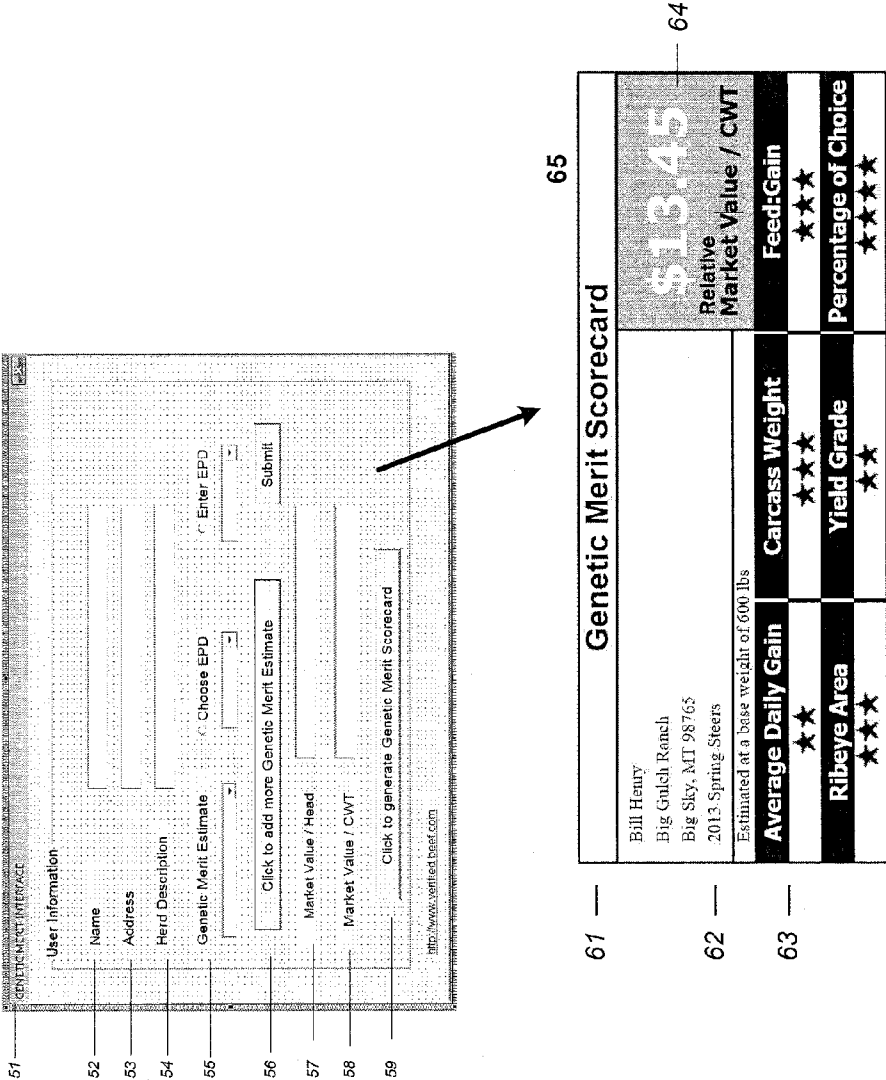 51
GENETIC MERIT INTERFACE
User Information
52
Name
53
Address
54
Herd Description
55
Genetic Merit Estimate
Choose EPD
Enter EPD
56
Click to add more Genetic Merit Estimate
Submit
57
Market Value / Head
58
Market Value / CWT
59
Click to generate Genetic Merit Scorecard
http://www.verified.beef.com
65
61
Genetic Merit Scorecard
62
Bill Henry
Big Gulch Ranch
Big Sky, MT 98765
2013 Spring Steers
Estimated at a base weight of 600 lbs
$13.45
Relative
Market Value / CWT
64
63
Average Daily Gain
Carcass Weight
Feed:Gain
★★
★★★
★★★
Ribeye Area
Yield Grade
Percentage of Choice
★★★
★★
★★★★